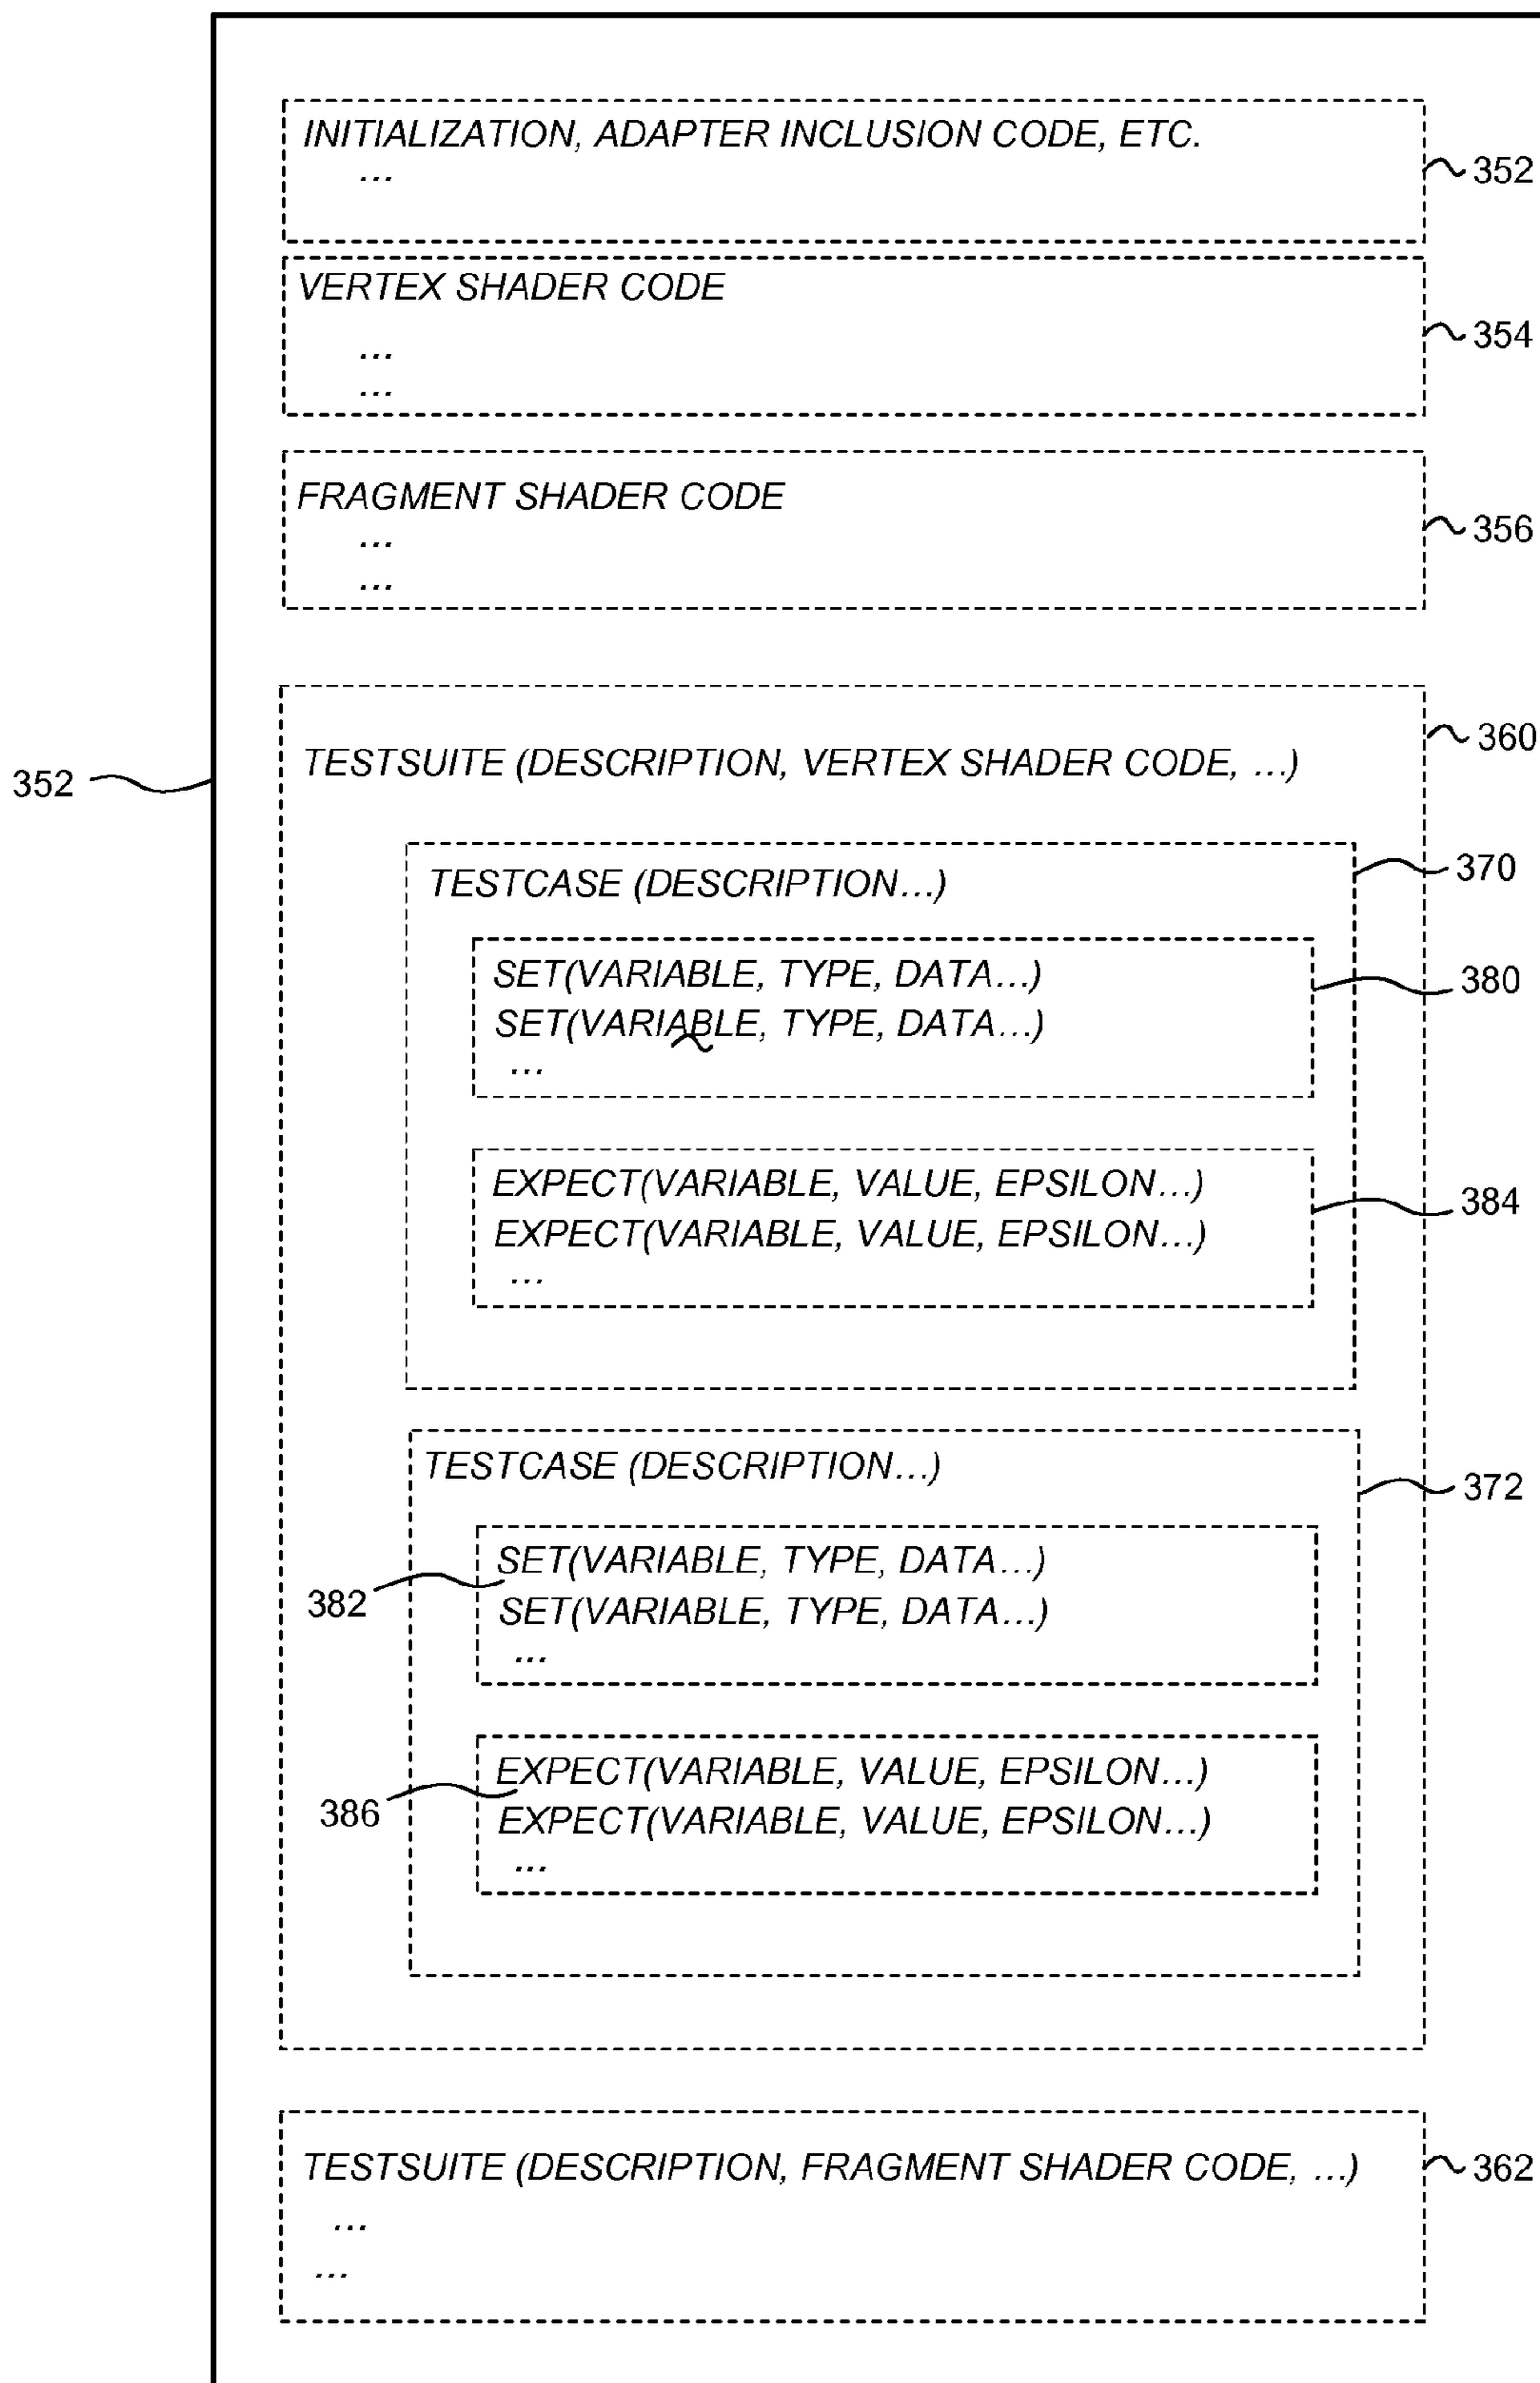 INITIALIZATION, ADAPTER INCLUSION CODE, ETC.
...
352
VERTEX SHADER CODE
...
...
354
FRAGMENT SHADER CODE
...
...
356
352
TESTSUITE (DESCRIPTION, VERTEX SHADER CODE, ...)
360
TESTCASE (DESCRIPTION...)
370
SET(VARIABLE, TYPE, DATA...)
SET(VARIABLE, TYPE, DATA...)
...
380
EXPECT(VARIABLE, VALUE, EPSILON...)
EXPECT(VARIABLE, VALUE, EPSILON...)
...
384
TESTCASE (DESCRIPTION...)
372
SET(VARIABLE, TYPE, DATA...)
SET(VARIABLE, TYPE, DATA...)
...
382
EXPECT(VARIABLE, VALUE, EPSILON...)
EXPECT(VARIABLE, VALUE, EPSILON...)
...
386
TESTSUITE (DESCRIPTION, FRAGMENT SHADER CODE, ...)
...
...
362